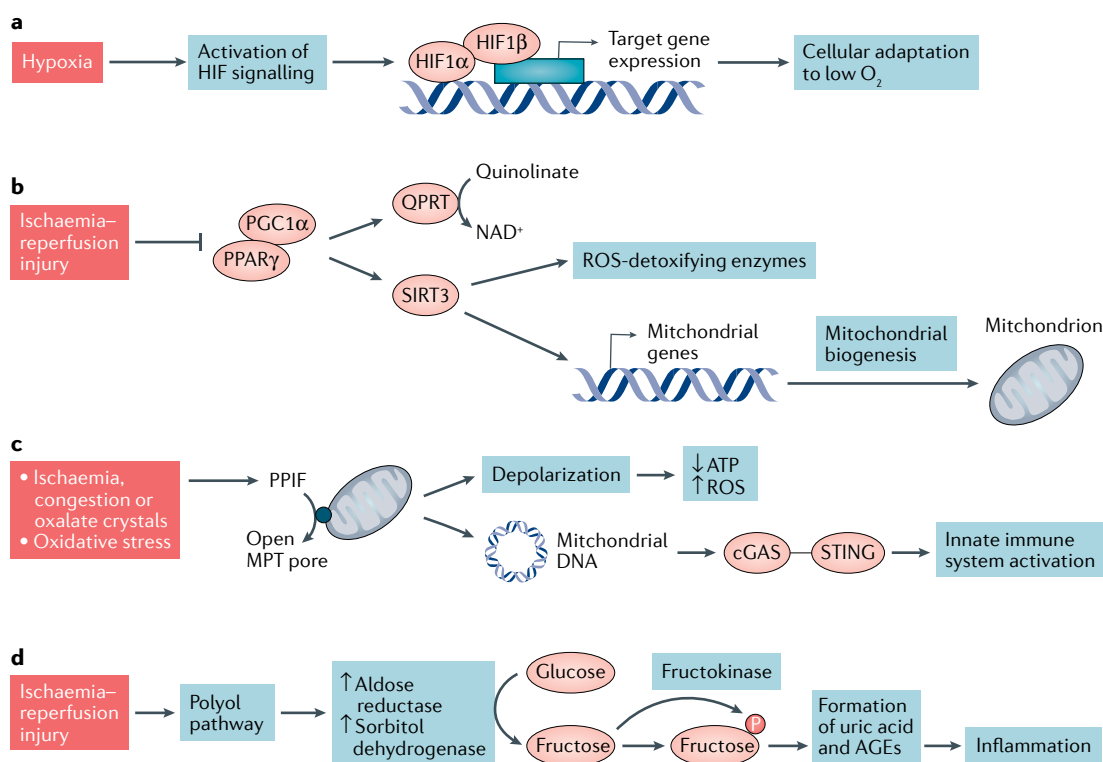 a
Hypoxia
Activation of
HIF signalling
HIF1α
HIF1β
Target gene
expression
Cellular adaptation
to low O₂
b
Ischaemia–
reperfusion
injury
PGC1α
PPARγ
QPRT
Quinolinate
NAD⁺
SIRT3
ROS-detoxifying enzymes
Mitchondrial
genes
Mitochondrial
biogenesis
Mitchondrion
c
• Ischaemia,
congestion or
oxalate crystals
• Oxidative stress
PPIF
Open
MPT pore
Depolarization
↓ATP
↑ROS
Mitchondrial
DNA
cGAS
STING
Innate immune
system activation
d
Ischaemia–
reperfusion
injury
Polyol
pathway
↑Aldose
reductase
↑Sorbitol
dehydrogenase
Glucose
Fructose
Fructokinase
P
Fructose
Formation
of uric acid
and AGEs
Inflammation